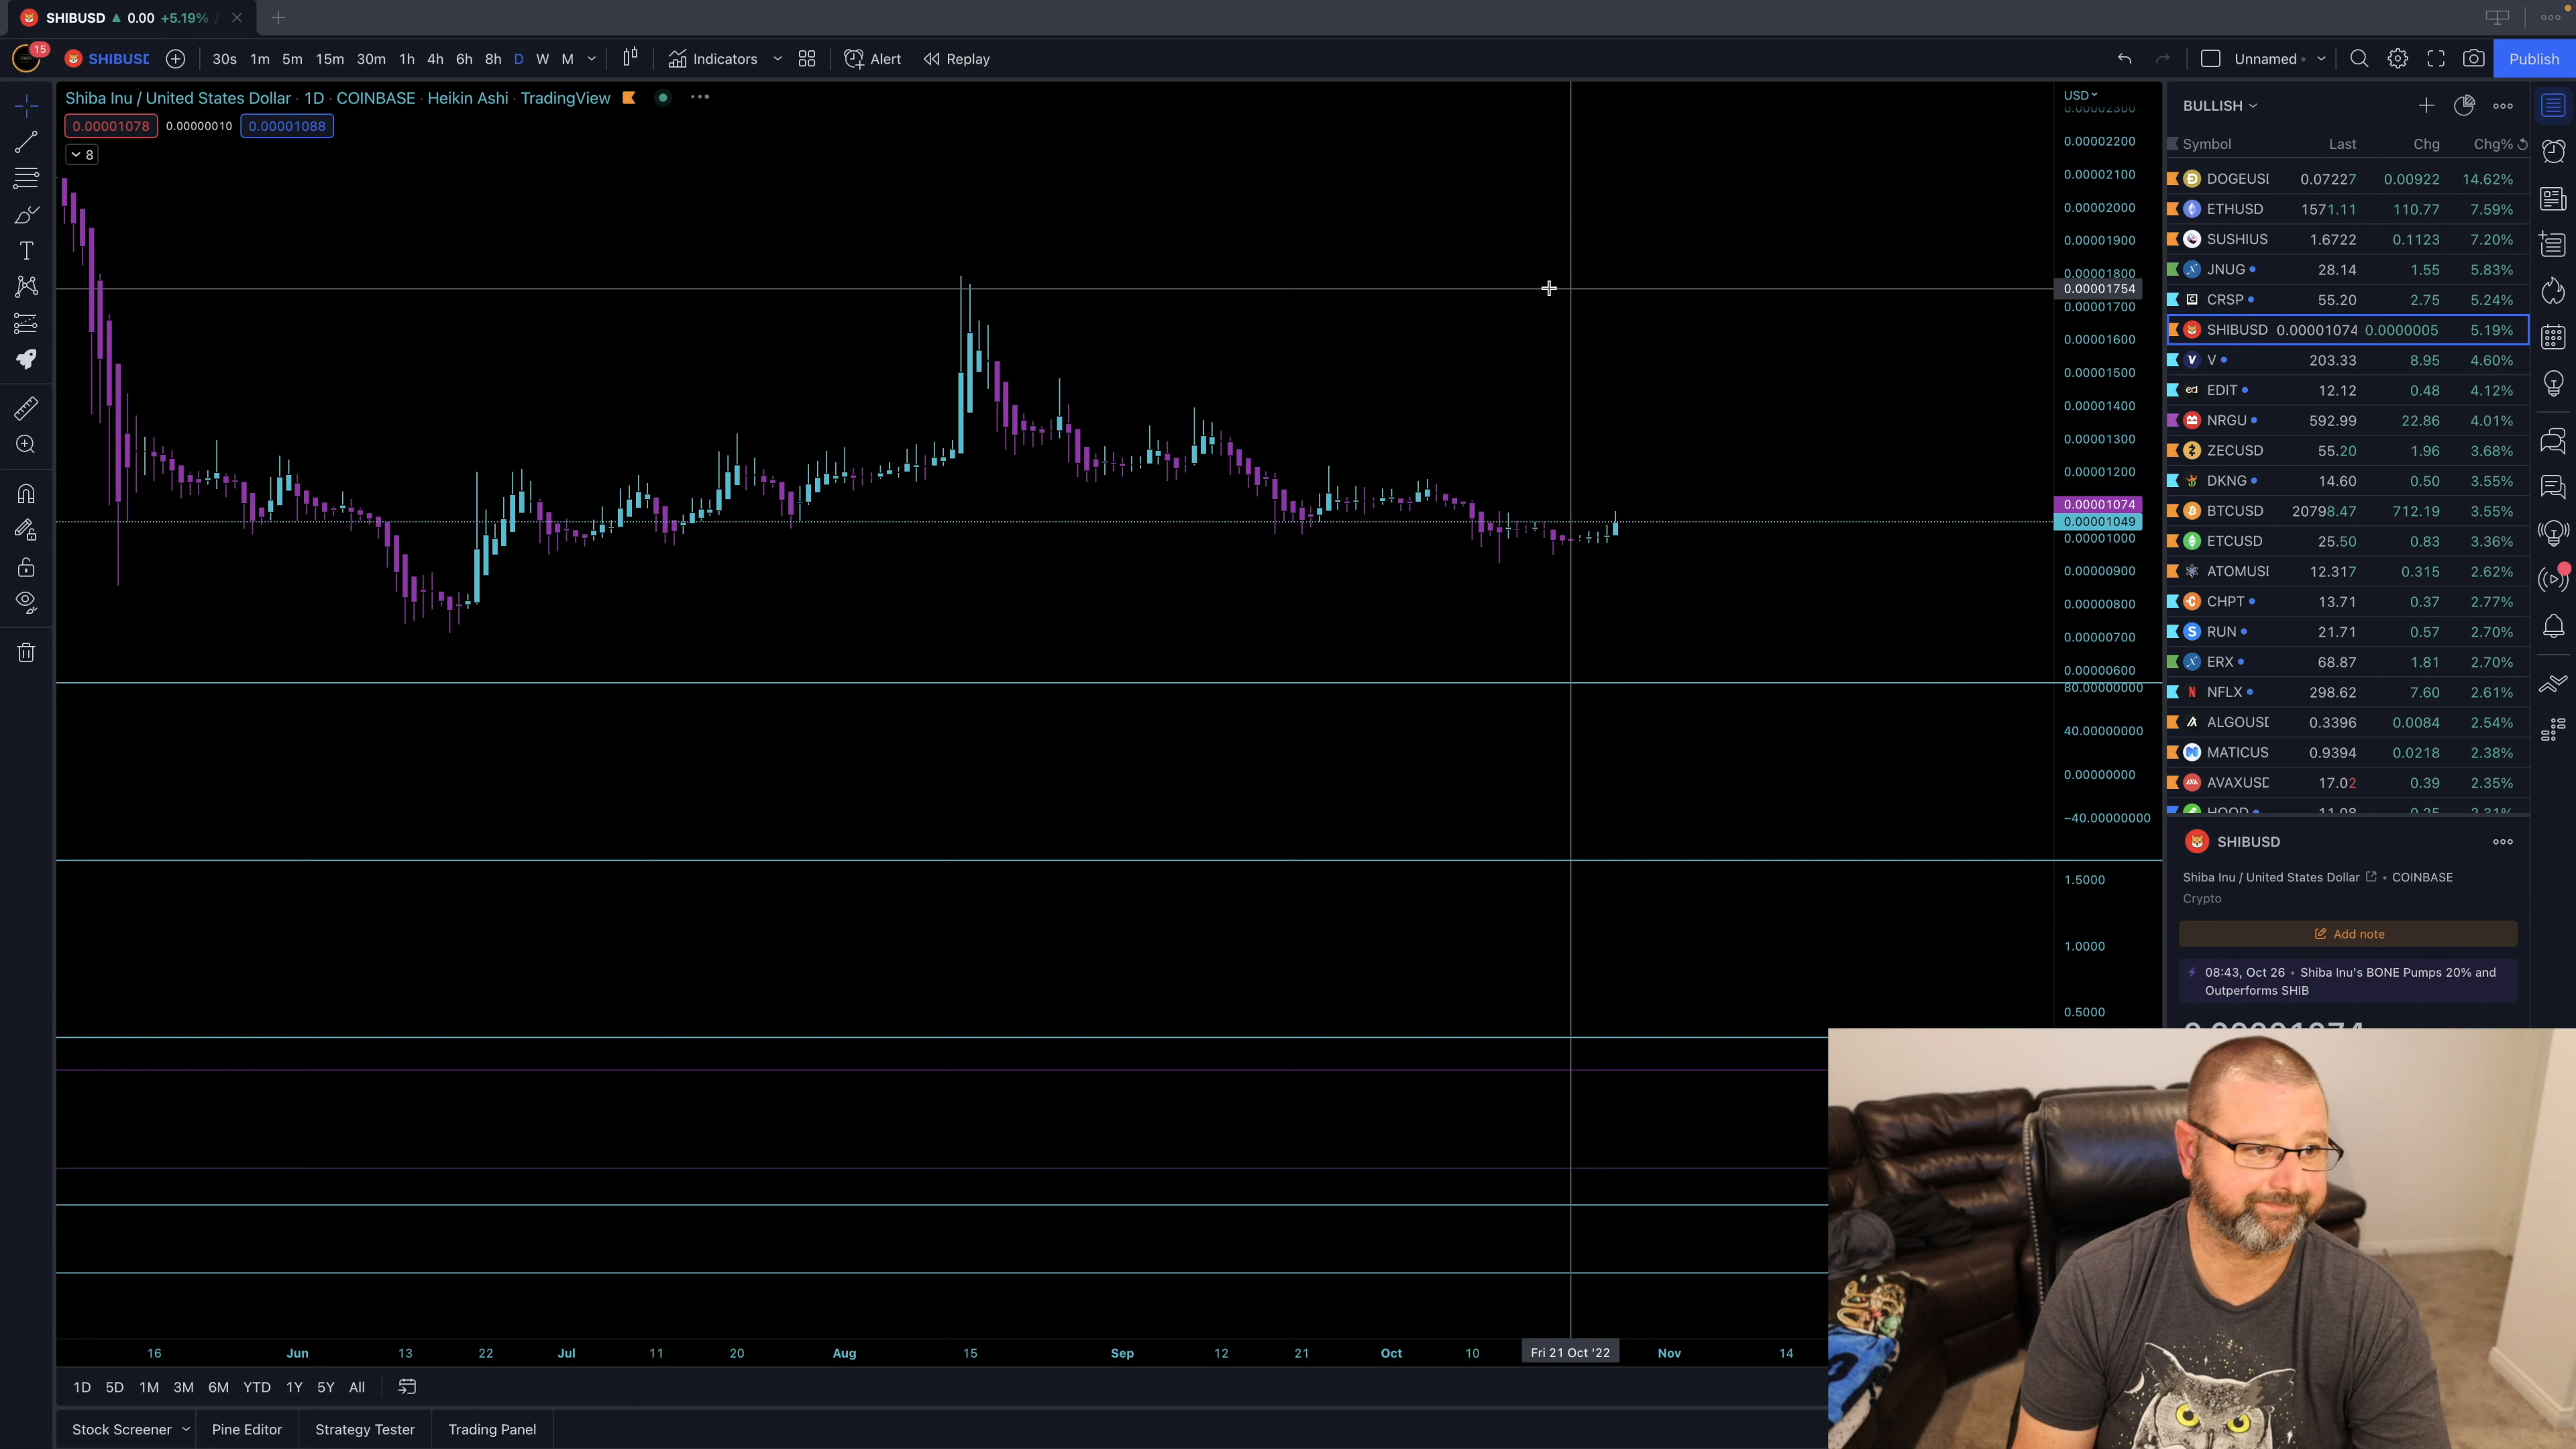 SHIBUSD ▲ 0.00 +5.19% /
15 SHIBUSD 30s 1m 5m 15m 30m 1h 4h 6h 8h D W M Indicators Alert Replay Unnamed Publish
Shiba Inu / United States Dollar · 1D · COINBASE · Heikin Ashi · TradingView
0.00001078 0.00000010 0.00001088
8
USD
0.00002300
0.00002200
0.00002100
0.00002000
0.00001900
0.00001800
0.00001754
0.00001700
0.00001600
0.00001500
0.00001400
0.00001300
0.00001200
0.00001074
0.00001049
0.00001000
0.00000900
0.00000800
0.00000700
0.00000600
80.00000000
40.00000000
0.00000000
−40.00000000
1.5000
1.0000
0.5000
16 Jun 13 22 Jul 11 20 Aug 15 Sep 12 21 Oct 10 Fri 21 Oct '22 Nov 14
1D 5D 1M 3M 6M YTD 1Y 5Y All
Stock Screener Pine Editor Strategy Tester Trading Panel
BULLISH
Symbol Last Chg Chg%
DOGEUSI 0.07227 0.00922 14.62%
ETHUSD 1571.11 110.77 7.59%
SUSHIUS 1.6722 0.1123 7.20%
JNUG 28.14 1.55 5.83%
CRSP 55.20 2.75 5.24%
SHIBUSD 0.00001074 0.0000005 5.19%
V 203.33 8.95 4.60%
EDIT 12.12 0.48 4.12%
NRGU 592.99 22.86 4.01%
ZECUSD 55.20 1.96 3.68%
DKNG 14.60 0.50 3.55%
BTCUSD 20798.47 712.19 3.55%
ETCUSD 25.50 0.83 3.36%
ATOMUSI 12.317 0.315 2.62%
CHPT 13.71 0.37 2.77%
RUN 21.71 0.57 2.70%
ERX 68.87 1.81 2.70%
NFLX 298.62 7.60 2.61%
ALGOUSI 0.3396 0.0084 2.54%
MATICUS 0.9394 0.0218 2.38%
AVAXUSD 17.02 0.39 2.35%
HOOD 11.08 0.25 2.31%
SHIBUSD
Shiba Inu / United States Dollar • COINBASE
Crypto
Add note
08:43, Oct 26 • Shiba Inu's BONE Pumps 20% and
Outperforms SHIB
0.00001074